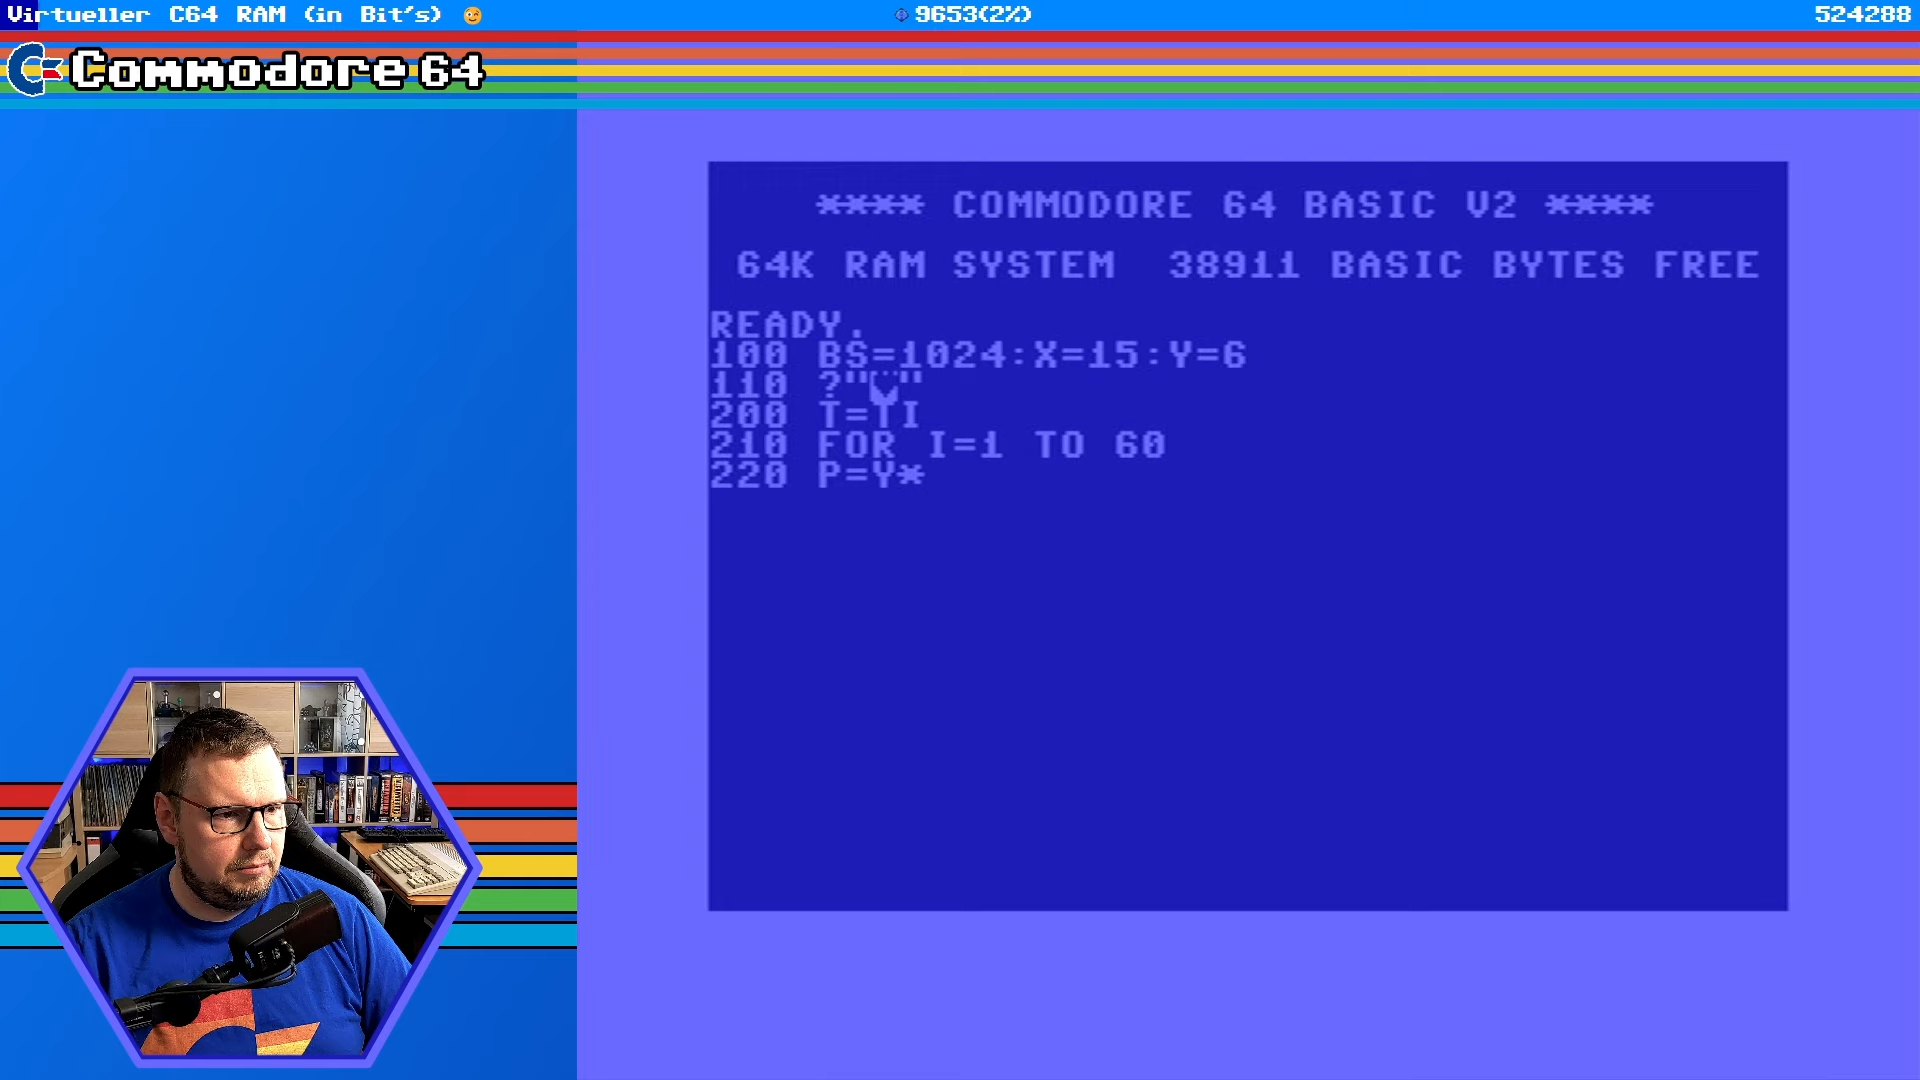 Virtueller C64 RAM (in Bit's) 😉
9653(2%)
524288
Commodore 64
**** COMMODORE 64 BASIC V2 ****
64K RAM SYSTEM  38911 BASIC BYTES FREE
READY.
100 BS=1024:X=15:Y=6
110 ?"♥"
200 T=TI
210 FOR I=1 TO 60
220 P=Y*